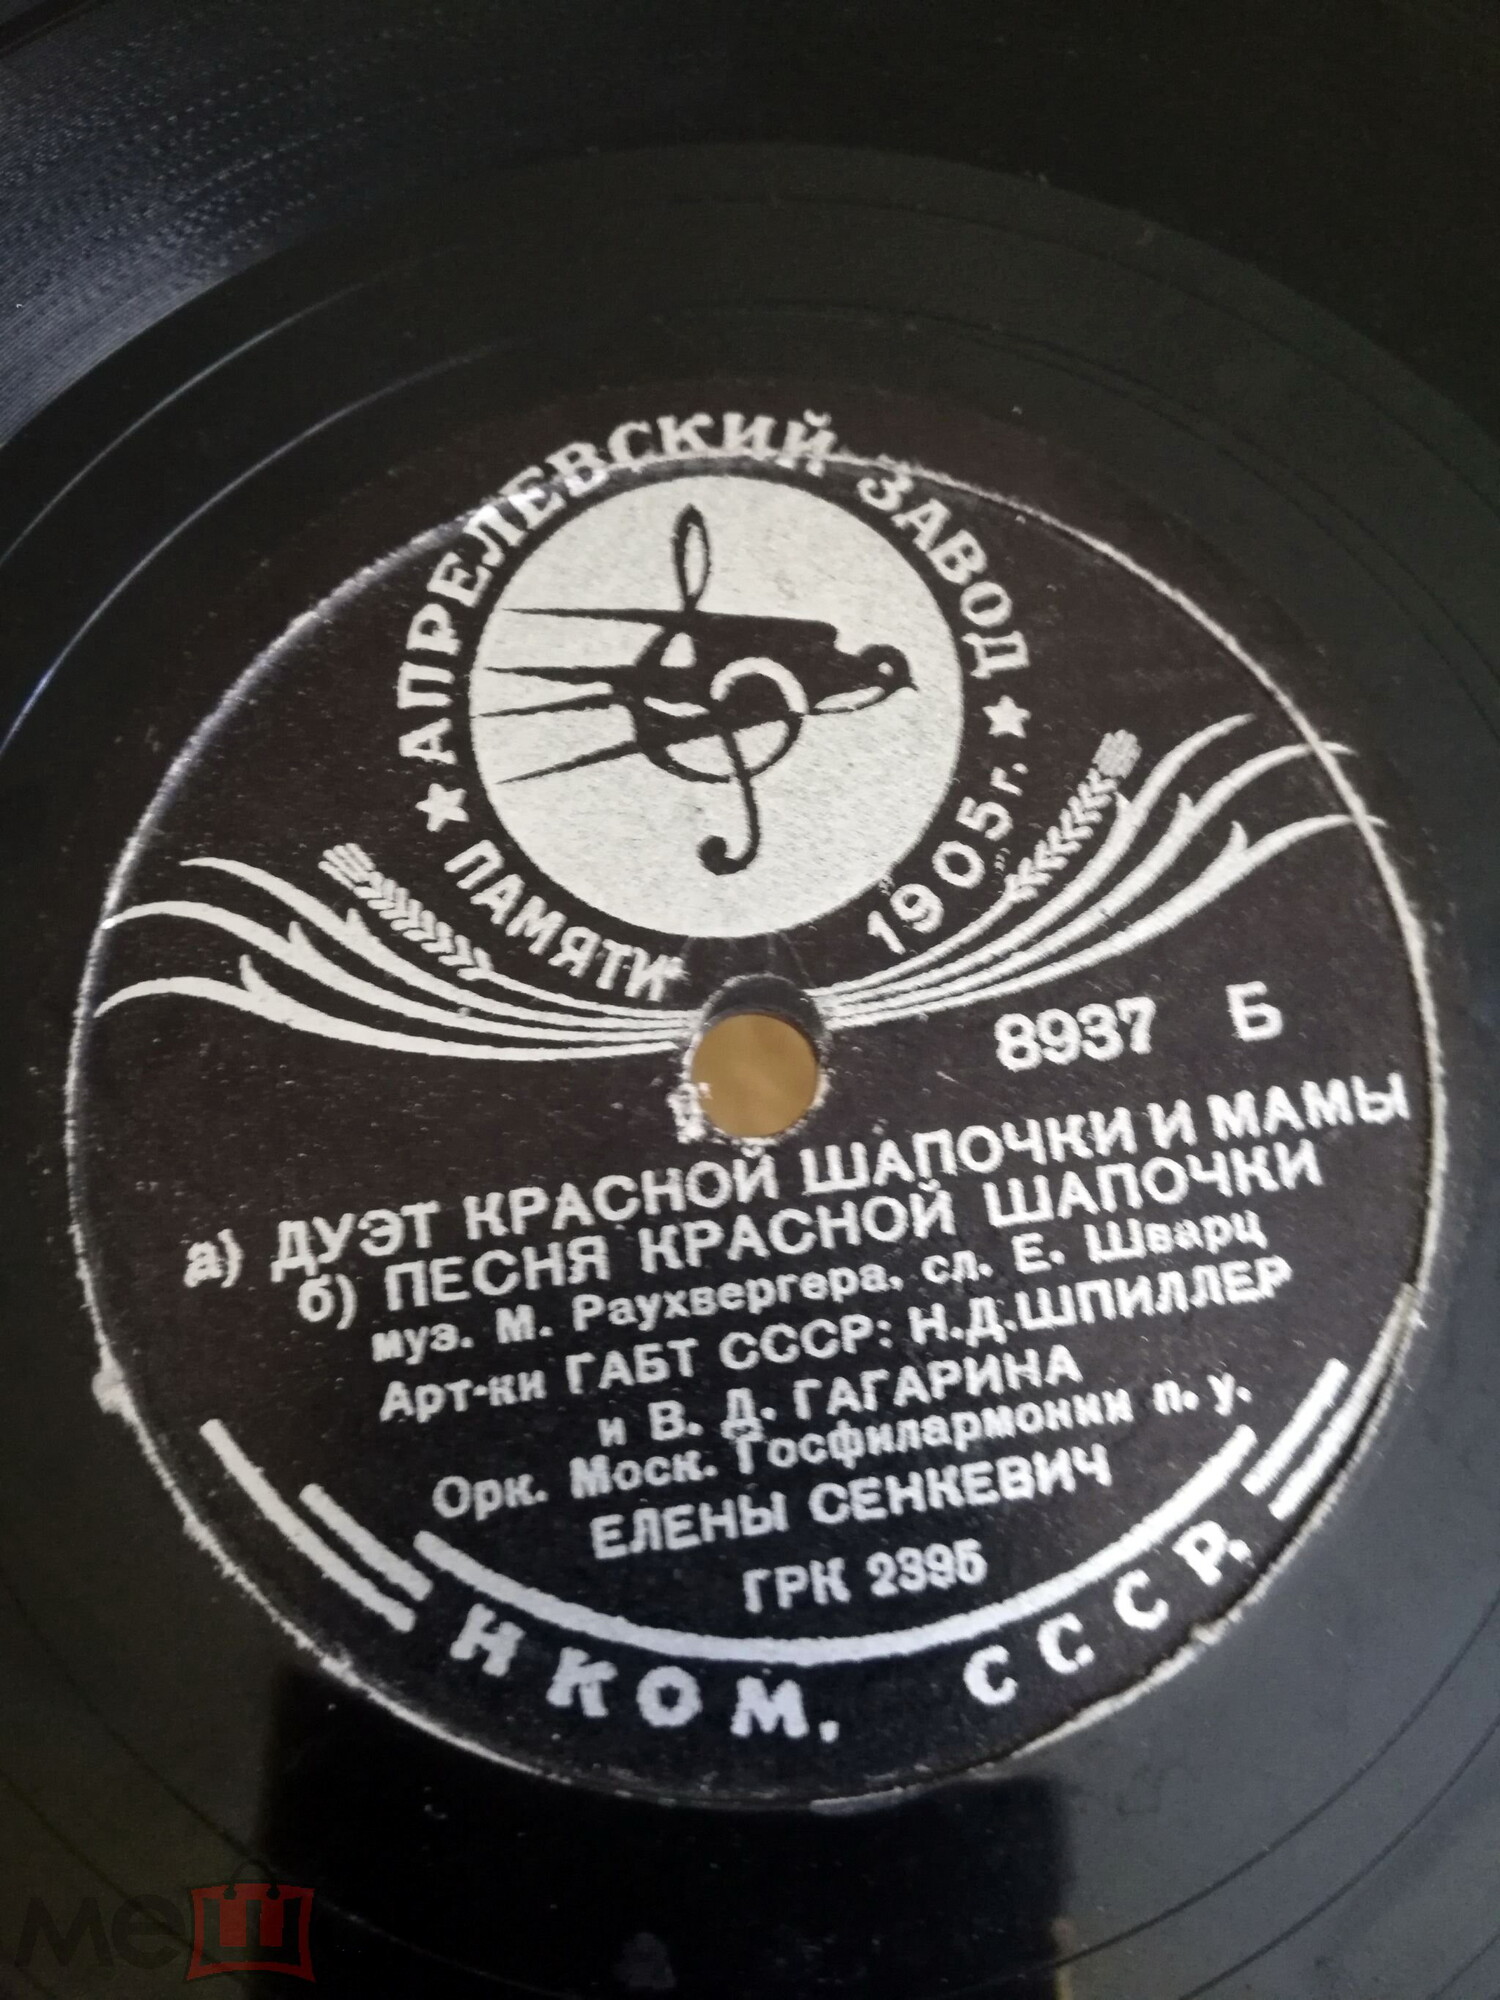 АПРЕЛЕВСКИЙ ЗАВОД
ПАМЯТИ 1905 г.
8937 Б
а) ДУЭТ КРАСНОЙ ШАПОЧКИ И МАМЫ
б) ПЕСНЯ КРАСНОЙ ШАПОЧКИ
муз. М. Раухвергера, сл. Е. Шварц
Арт-ки ГАБТ СССР: Н.Д.ШПИЛЛЕР
и В. Д. ГАГАРИНА
Орк. Моск. Госфилармонии п. у.
ЕЛЕНЫ СЕНКЕВИЧ
ГРК 2395
НКОМ. СССР.
меш